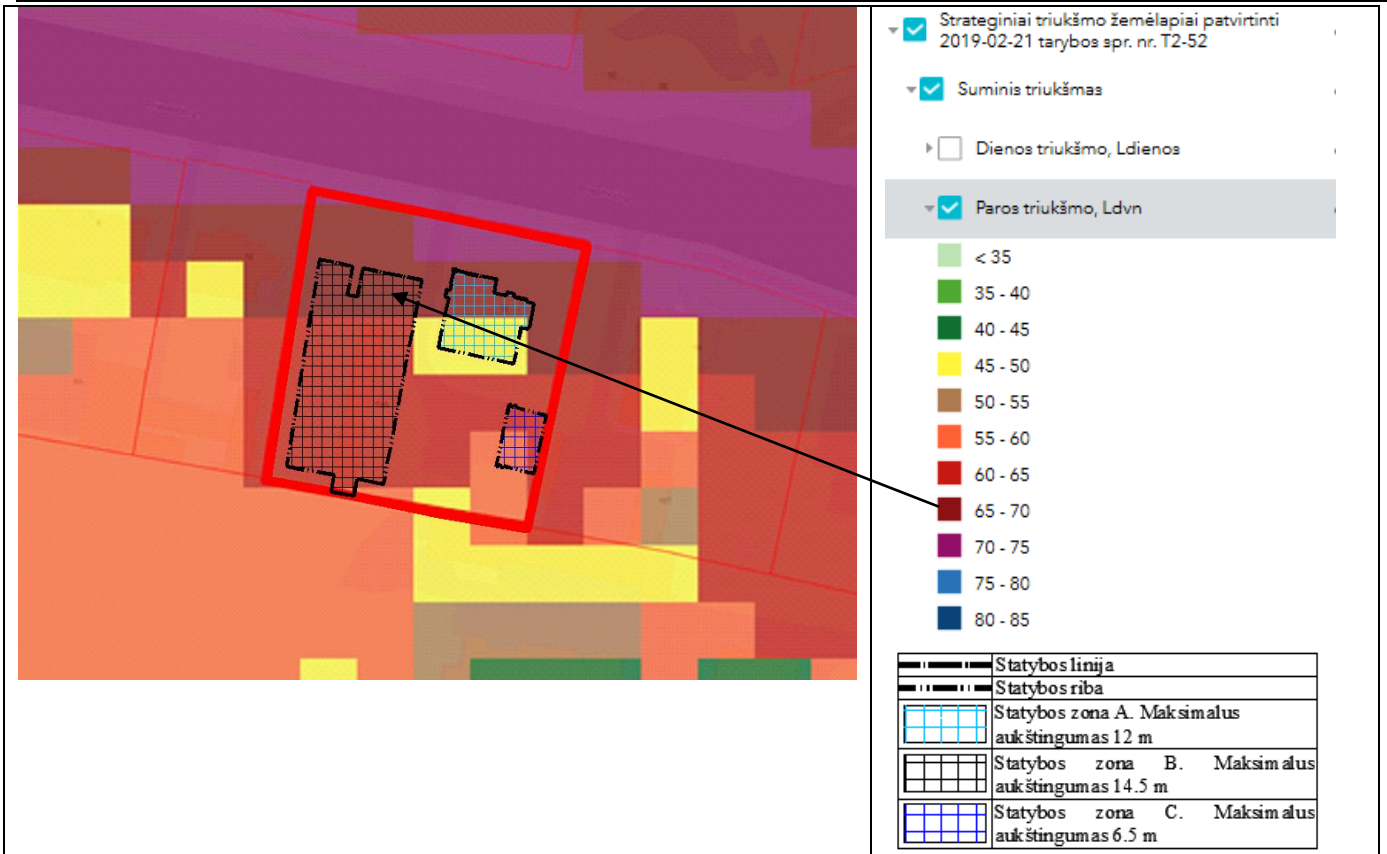 Strateginiai triukšmo žemėlapiai patvirtinti
2019-02-21 tarybos spr. nr. T2-52
Suminis triukšmas
Dienos triukšmo, Ldienos
Paros triukšmo, Ldvn
< 35
35 - 40
40 - 45
45 - 50
50 - 55
55 - 60
60 - 65
65 - 70
70 - 75
75 - 80
80 - 85
Statybos linija
Statybos riba
Statybos zona A. Maksimalus
aukštingumas 12 m
Statybos zona B. Maksimalus
aukštingumas 14.5 m
Statybos zona C. Maksimalus
aukštingumas 6.5 m